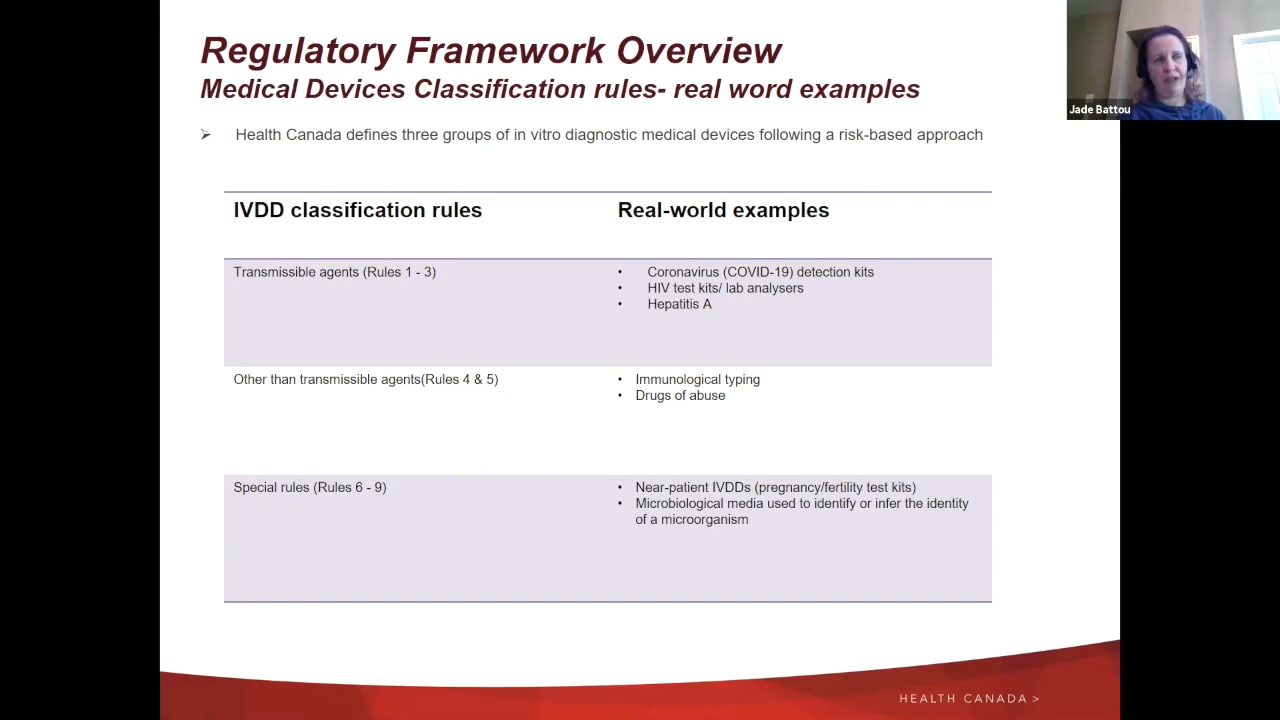 Regulatory Framework Overview
Medical Devices Classification rules- real word examples
Jade Battou
➢ Health Canada defines three groups of in vitro diagnostic medical devices following a risk-based approach
IVDD classification rules
Real-world examples
Transmissible agents (Rules 1 - 3)
• Coronavirus (COVID-19) detection kits
• HIV test kits/ lab analysers
• Hepatitis A
Other than transmissible agents(Rules 4 & 5)
• Immunological typing
• Drugs of abuse
Special rules (Rules 6 - 9)
• Near-patient IVDDs (pregnancy/fertility test kits)
• Microbiological media used to identify or infer the identity
of a microorganism
HEALTH CANADA >